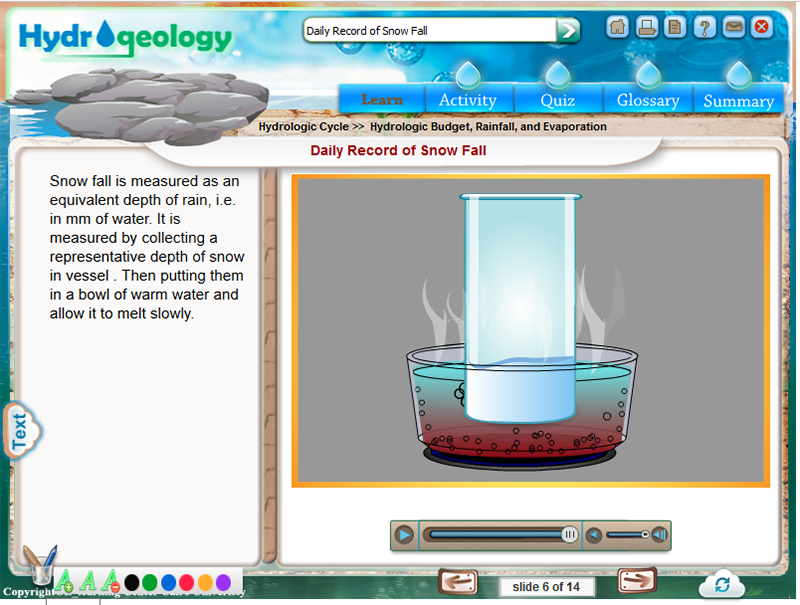 Hydrogeology
Daily Record of Snow Fall
Learn
Activity
Quiz
Glossary
Summary
Hydrologic Cycle >> Hydrologic Budget, Rainfall, and Evaporation
Daily Record of Snow Fall
Snow fall is measured as an
equivalent depth of rain, i.e.
in mm of water. It is
measured by collecting a
representative depth of snow
in vessel . Then putting them
in a bowl of warm water and
allow it to melt slowly.
Text
A A A
Copyright
slide 6 of 14